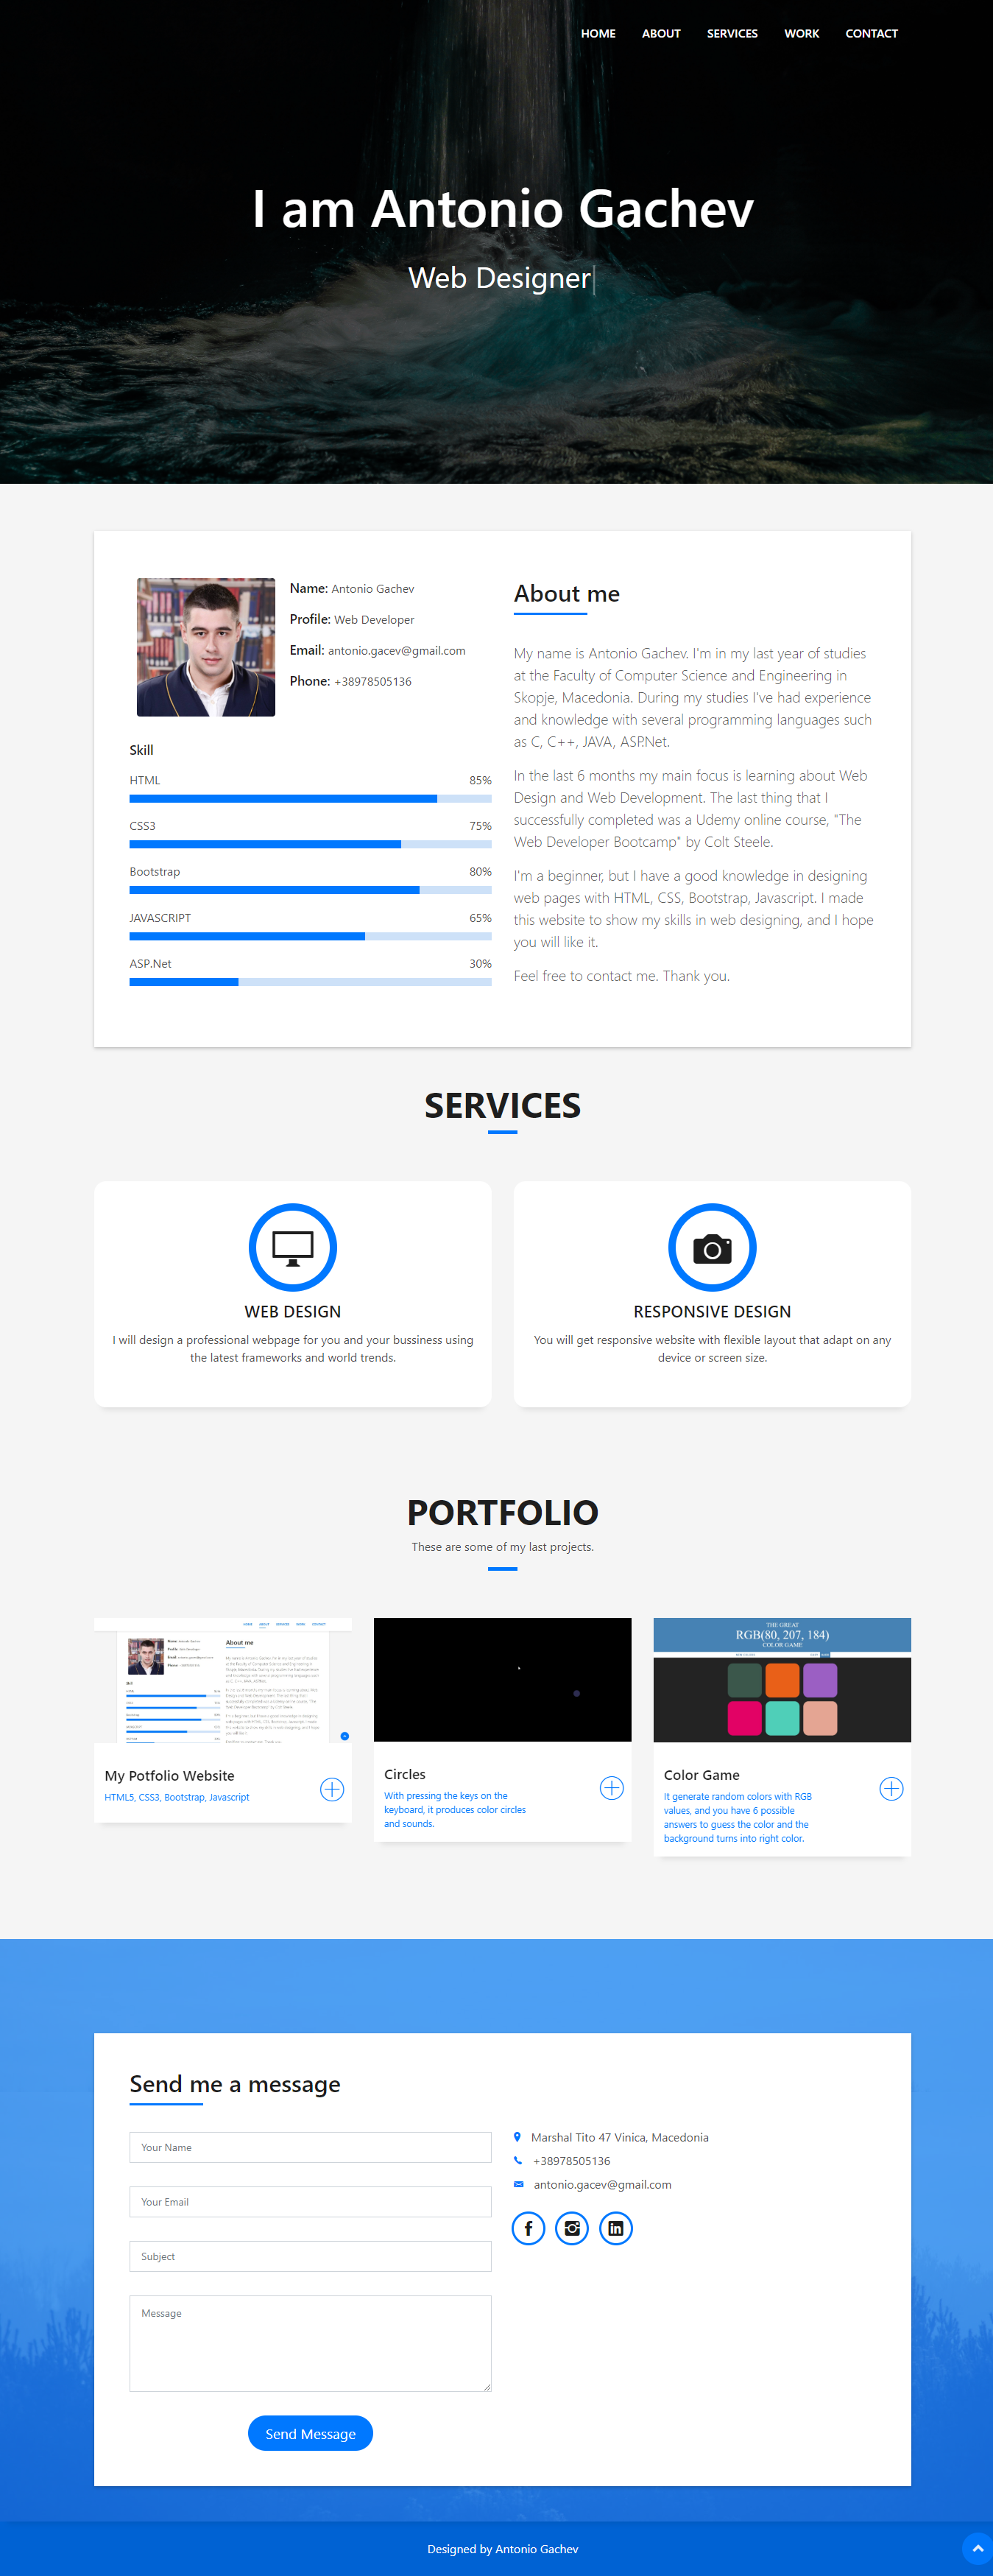 HOME ABOUT SERVICES WORK CONTACT
I am Antonio Gachev
Web Designer
Name: Antonio Gachev
Profile: Web Developer
Email: antonio.gacev@gmail.com
Phone: +38978505136
Skill
HTML 85%
CSS3 75%
Bootstrap 80%
JAVASCRIPT 65%
ASP.Net 30%
About me
My name is Antonio Gachev. I'm in my last year of studies
at the Faculty of Computer Science and Engineering in
Skopje, Macedonia. During my studies I've had experience
and knowledge with several programming languages such
as C, C++, JAVA, ASP.Net.
In the last 6 months my main focus is learning about Web
Design and Web Development. The last thing that I
successfully completed was a Udemy online course, "The
Web Developer Bootcamp" by Colt Steele.
I'm a beginner, but I have a good knowledge in designing
web pages with HTML, CSS, Bootstrap, Javascript. I made
this website to show my skills in web designing, and I hope
you will like it.
Feel free to contact me. Thank you.
SERVICES
WEB DESIGN
I will design a professional webpage for you and your bussiness using
the latest frameworks and world trends.
RESPONSIVE DESIGN
You will get responsive website with flexible layout that adapt on any
device or screen size.
PORTFOLIO
These are some of my last projects.
About me
My Potfolio Website
HTML5, CSS3, Bootstrap, Javascript
Circles
With pressing the keys on the
keyboard, it produces color circles
and sounds.
THE GREAT
RGB(80, 207, 184)
COLOR GAME
Color Game
It generate random colors with RGB
values, and you have 6 possible
answers to guess the color and the
background turns into right color.
Send me a message
Your Name
Your Email
Subject
Message
Send Message
Marshal Tito 47 Vinica, Macedonia
+38978505136
antonio.gacev@gmail.com
Designed by Antonio Gachev